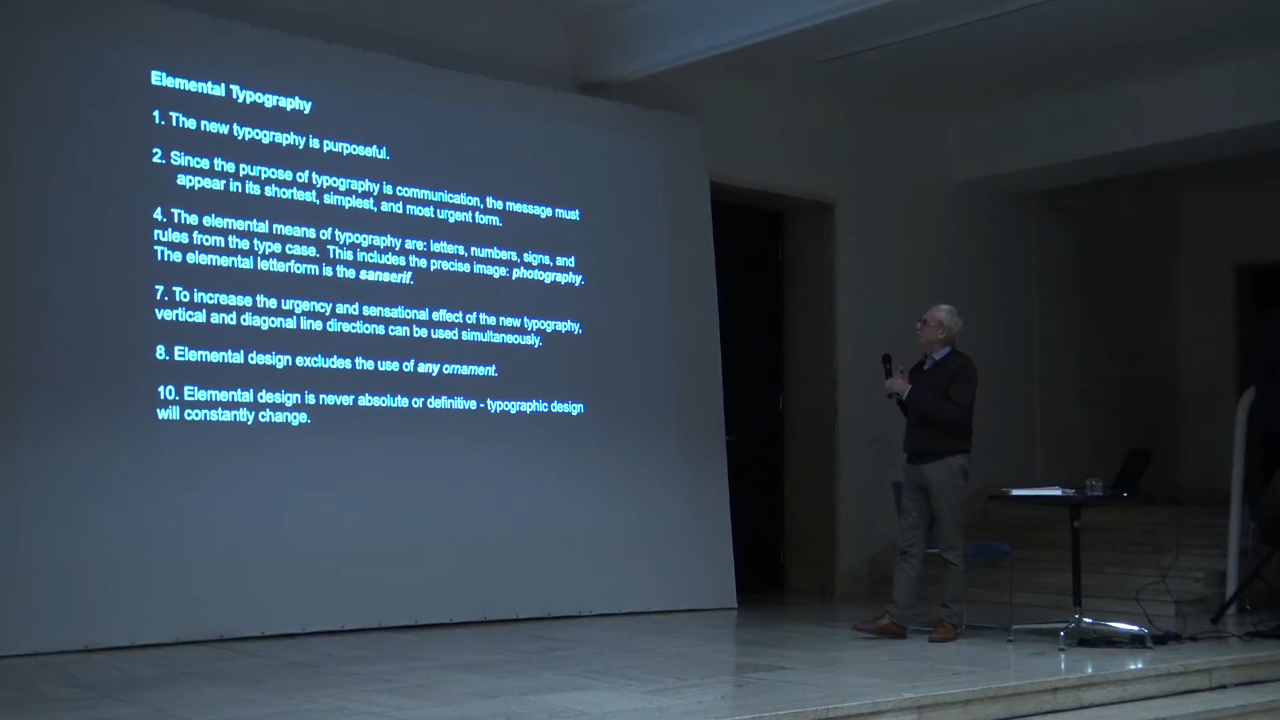 Elemental Typography
1. The new typography is purposeful.
2. Since the purpose of typography is communication, the message must
appear in its shortest, simplest, and most urgent form.
4. The elemental means of typography are: letters, numbers, signs, and
rules from the type case. This includes the precise image: photography.
The elemental letterform is the sanserif.
7. To increase the urgency and sensational effect of the new typography,
vertical and diagonal line directions can be used simultaneously.
8. Elemental design excludes the use of any ornament.
10. Elemental design is never absolute or definitive - typographic design
will constantly change.